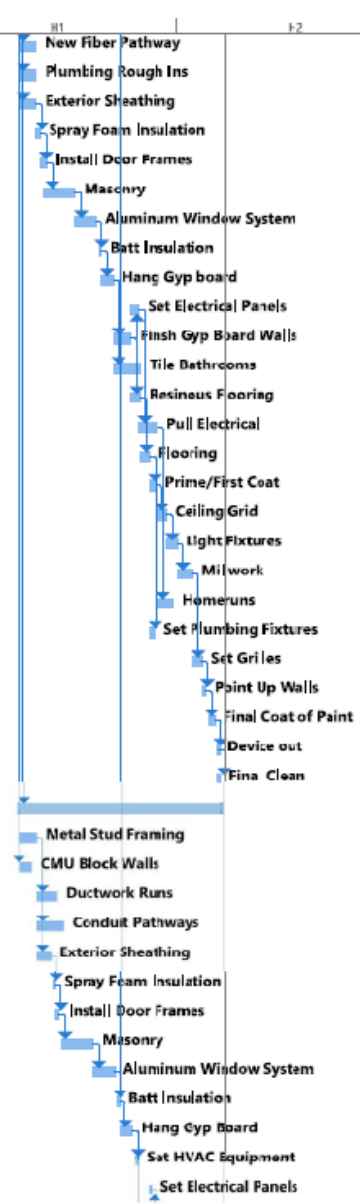 H1
H2
New Fiber Pathway
Plumbing Rough Ins
Exterior Sheathing
Spray Foam Insulation
Install Door Frames
Masonry
Aluminum Window System
Batt Insulation
Hang Gyp board
Set Electrical Panels
Finsh Gyp Board Walls
Tile Bathrooms
Resinous Flooring
Pull Electrical
Flooring
Prime/First Coat
Ceiling Grid
Light Fixtures
Milwork
Homeruns
Set Plumbing Fixtures
Set Grilles
Point Up Walls
Final Coat of Paint
Device out
Final Clean
Metal Stud Framing
CMU Block Walls
Ductwork Runs
Conduit Pathways
Exterior Sheathing
Spray Foam Insulation
Install Door Frames
Masonry
Aluminum Window System
Batt Insulation
Hang Gyp Board
Set HVAC Equipment
Set Electrical Panels